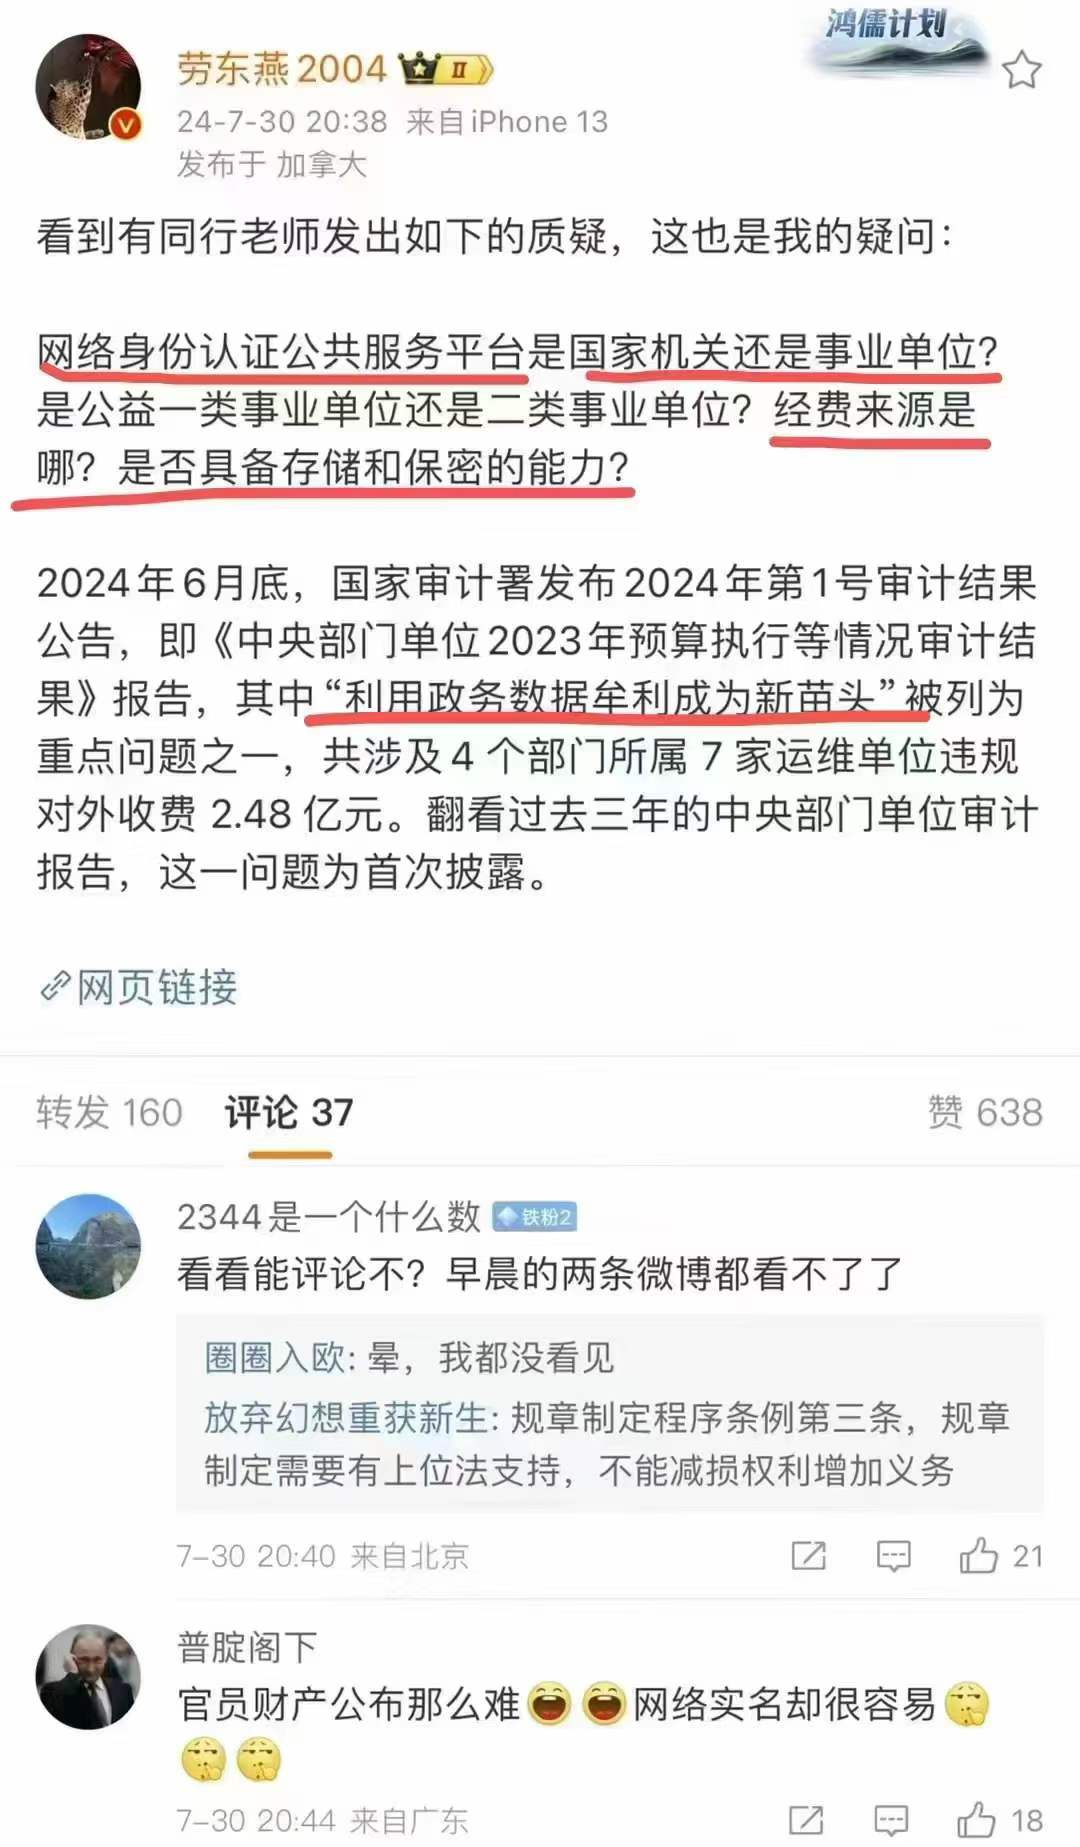 鸿儒计划
劳东燕2004 II
24-7-30 20:38 来自iPhone 13
发布于 加拿大
看到有同行老师发出如下的质疑，这也是我的疑问：
网络身份认证公共服务平台是国家机关还是事业单位？
是公益一类事业单位还是二类事业单位？经费来源是
哪？是否具备存储和保密的能力？
2024年6月底，国家审计署发布2024年第1号审计结果
公告，即《中央部门单位2023年预算执行等情况审计结
果》报告，其中“利用政务数据牟利成为新苗头”被列为
重点问题之一，共涉及4 个部门所属 7 家运维单位违规
对外收费 2.48 亿元。翻看过去三年的中央部门单位审计
报告，这一问题为首次披露。
网页链接
转发 160 评论 37 赞 638
2344是一个什么数 铁粉2
看看能评论不？早晨的两条微博都看不了了
圈圈入欧: 晕，我都没看见
放弃幻想重获新生: 规章制定程序条例第三条，规章
制定需要有上位法支持，不能减损权利增加义务
7-30 20:40 来自北京 21
普腚阁下
官员财产公布那么难😄😄网络实名却很容易🤔
🤔🤔
7-30 20:44 来自广东 18